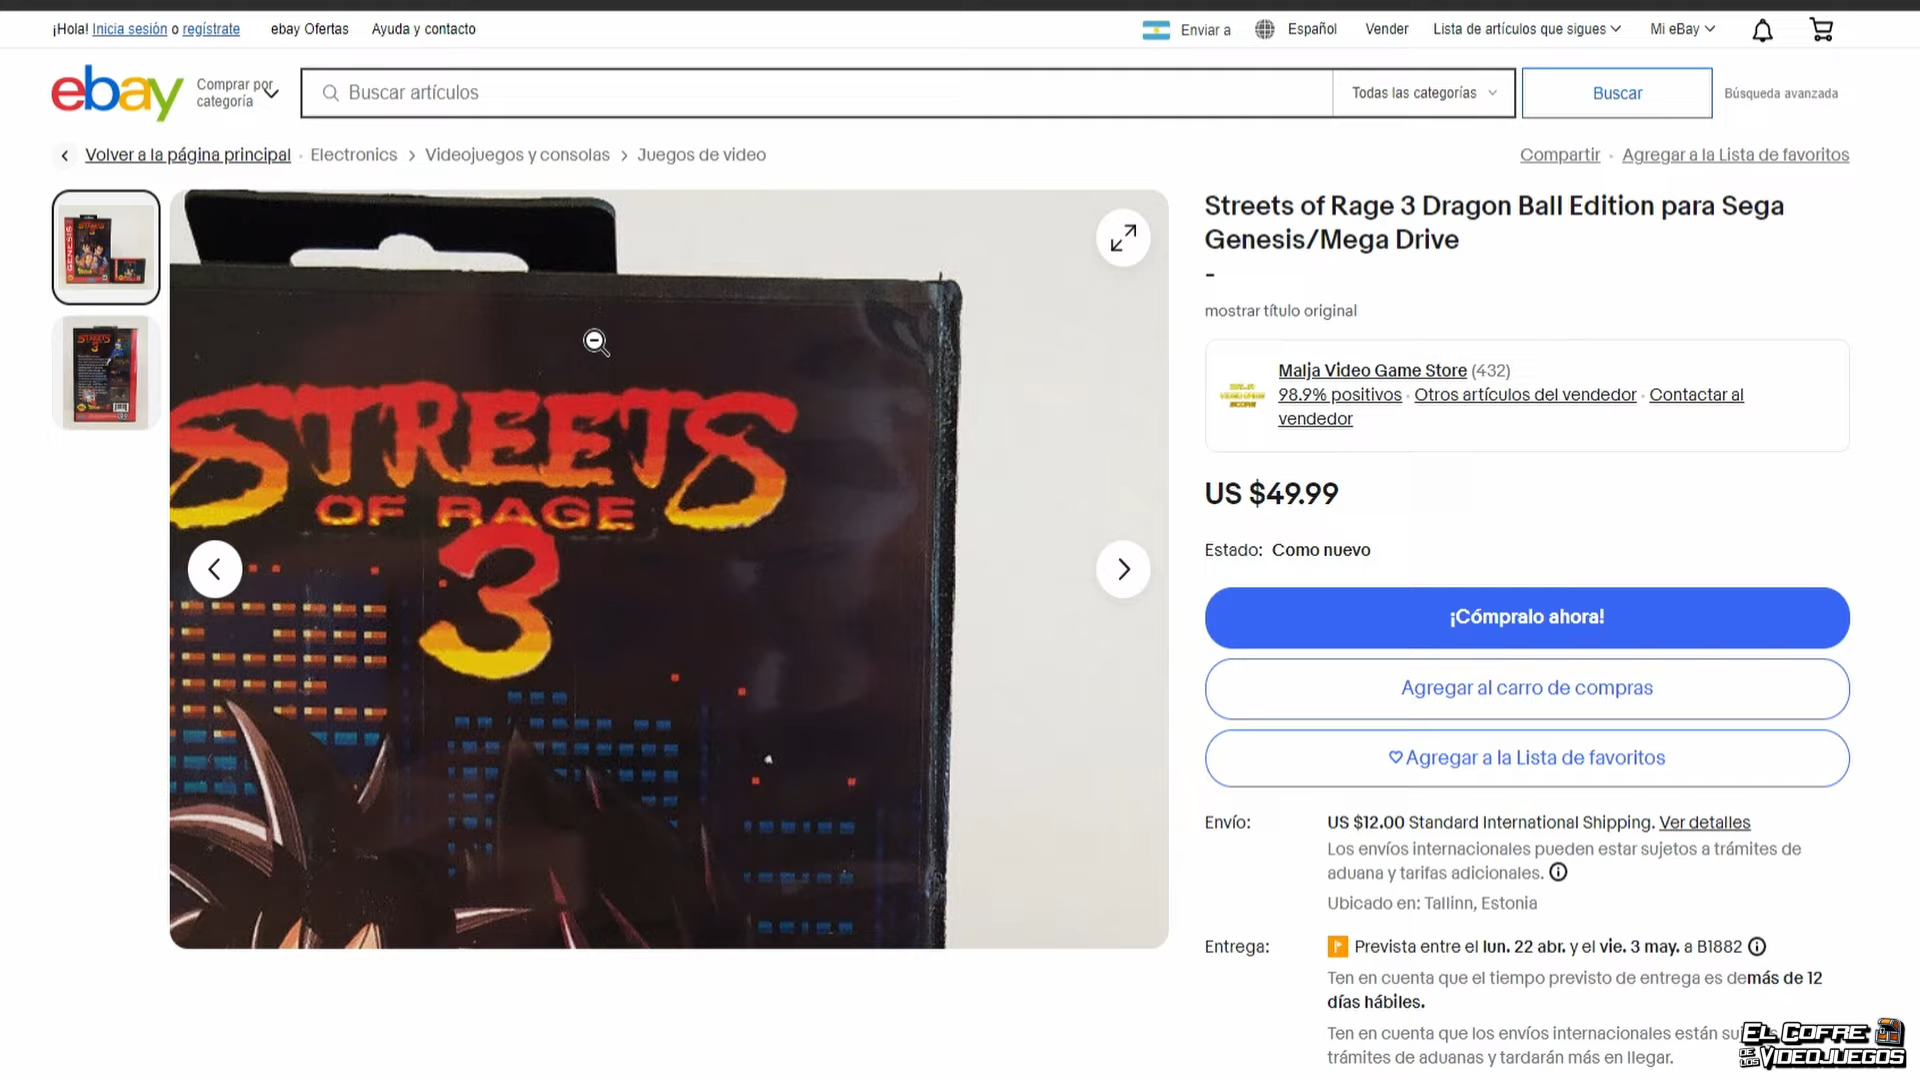 ¡Hola! Inicia sesión o regístrate
ebay Ofertas
Ayuda y contacto
Enviar a
Español
Vender
Lista de artículos que sigues
Mi eBay
ebay
Comprar por
categoría
Buscar artículos
Todas las categorías
Buscar
Búsqueda avanzada
Volver a la página principal
Electronics
Videojuegos y consolas
Juegos de video
Compartir
Agregar a la Lista de favoritos
STREETS
OF RAGE
3
Streets of Rage 3 Dragon Ball Edition para Sega
Genesis/Mega Drive
-
mostrar título original
Malja Video Game Store (432)
98.9% positivos · Otros artículos del vendedor · Contactar al
vendedor
US $49.99
Estado: Como nuevo
¡Cómpralo ahora!
Agregar al carro de compras
Agregar a la Lista de favoritos
Envío: US $12.00 Standard International Shipping. Ver detalles
Los envíos internacionales pueden estar sujetos a trámites de
aduana y tarifas adicionales.
Ubicado en: Tallinn, Estonia
Entrega: Prevista entre el lun. 22 abr. y el vie. 3 may. a B1882
Ten en cuenta que el tiempo previsto de entrega es demás de 12
días hábiles.
Ten en cuenta que los envíos internacionales están
trámites de aduanas y tardarán más en llegar.
EL COFRE
DE LOS VIDEOJUEGOS